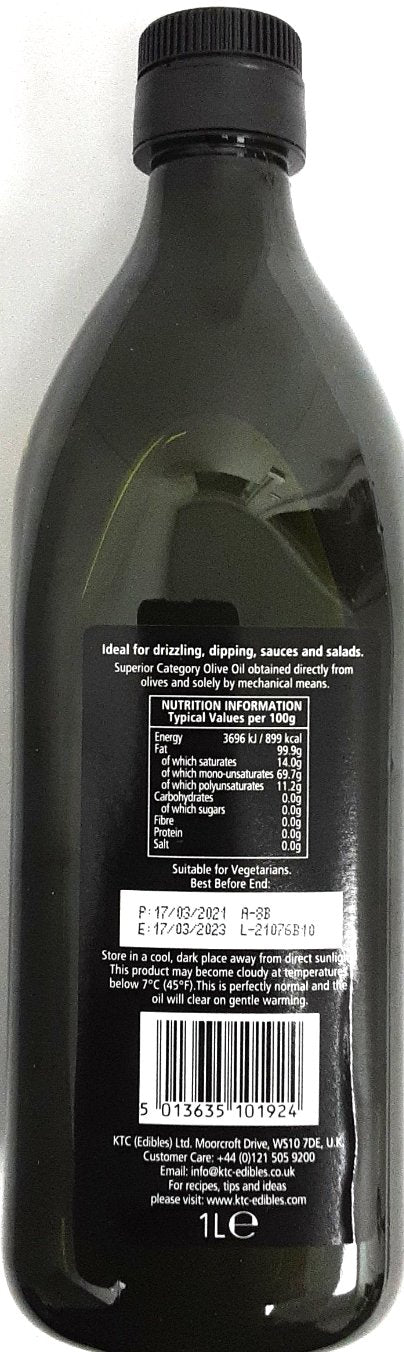 Ideal for drizzling, dipping, sauces and salads.
Superior Category Olive Oil obtained directly from
olives and solely by mechanical means.
NUTRITION INFORMATION
Typical Values per 100g
Energy 3696 kJ / 899 kcal
Fat 99.9g
of which saturates 14.0g
of which mono-unsaturates 69.7g
of which polyunsaturates 11.2g
Carbohydrates 0.0g
of which sugars 0.0g
Fibre 0.0g
Protein 0.0g
Salt 0.0g
Suitable for Vegetarians.
Best Before End:
P:17/03/2021 A-8B
E:17/03/2023 L-21076B10
Store in a cool, dark place away from direct
This product may become cloudy at temperatures
below 7°C (45°F).This is perfectly normal and the
oil will clear on gentle warming.
5 013635 101924
KTC (Edibles) Ltd. Moorcroft Drive, WS10 7DE, U.K.
Customer Care: +44 (0)121 505 9200
Email: info@ktc-edibles.co.uk
For recipes, tips and ideas
please visit: www.ktc-edibles.com
1L℮